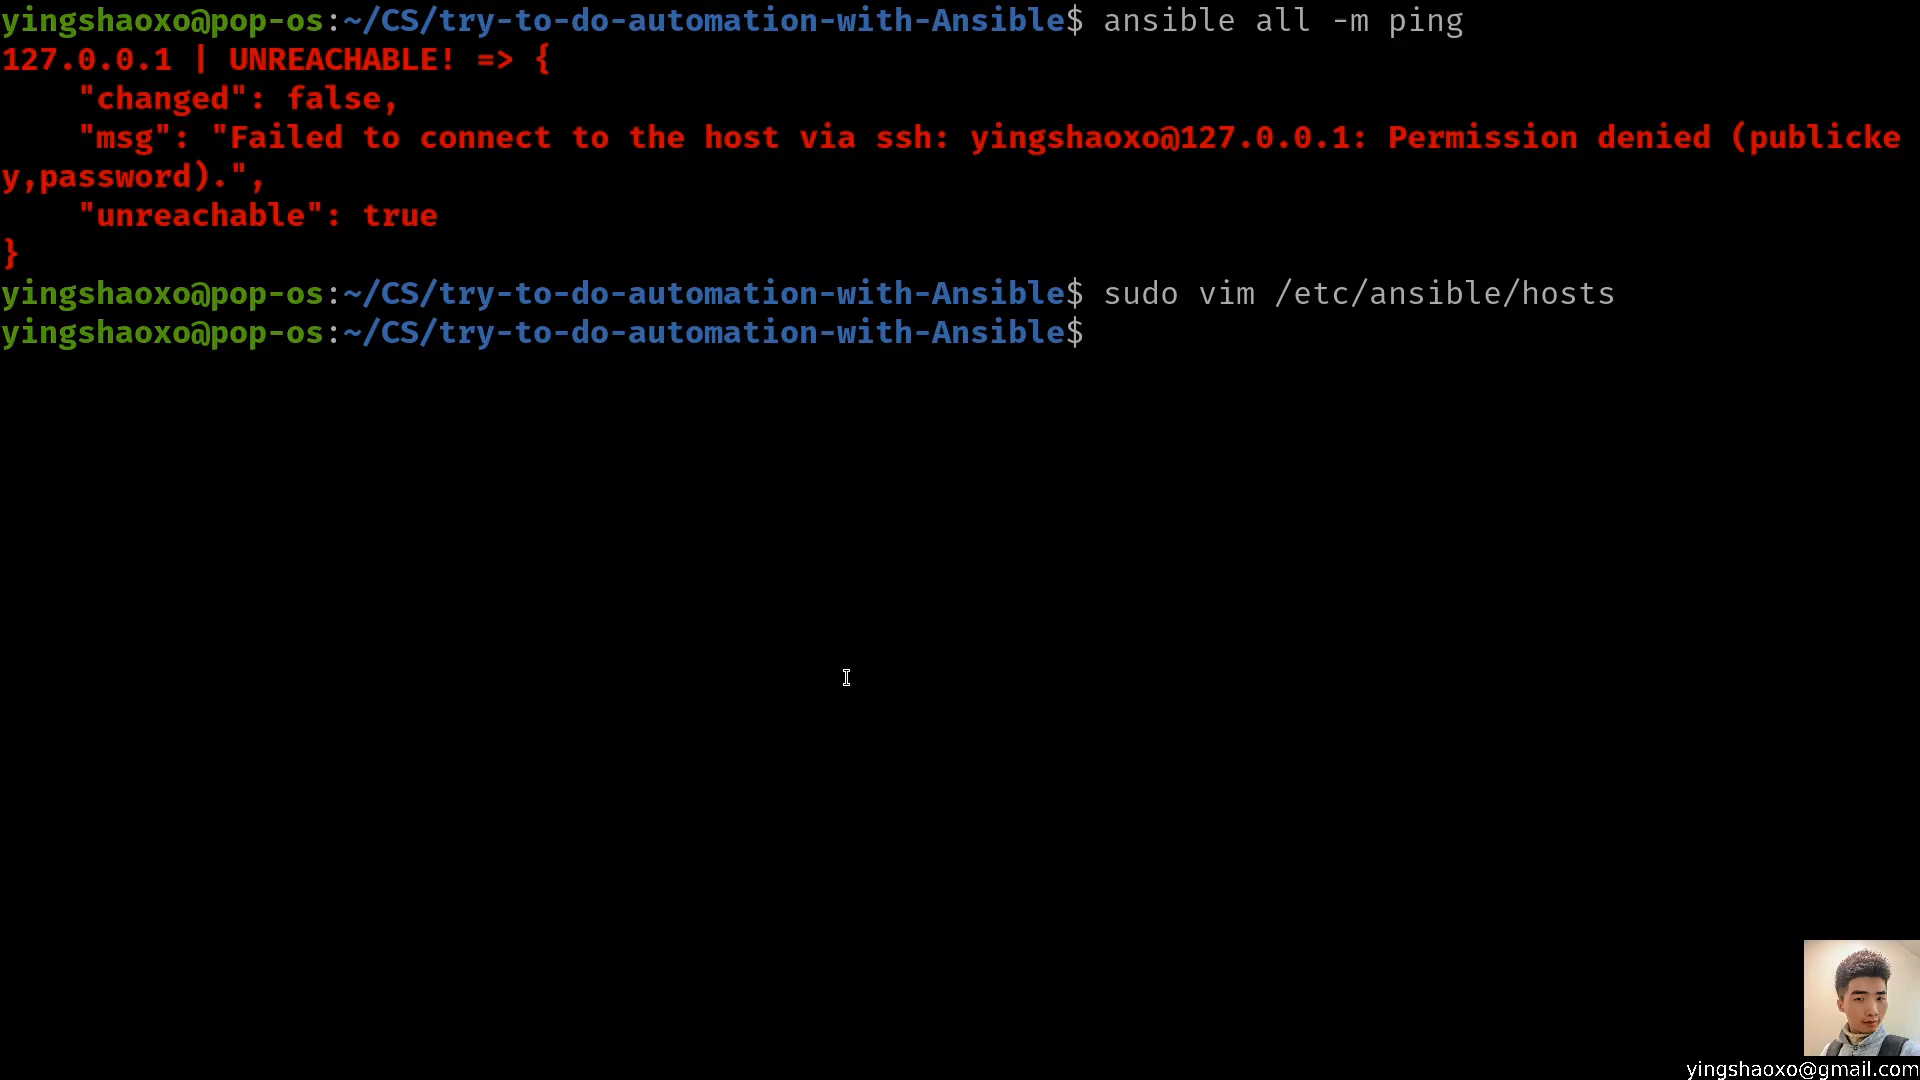 yingshaoxo@pop-os:~/CS/try-to-do-automation-with-Ansible$ ansible all -m ping
127.0.0.1 | UNREACHABLE! => {
    "changed": false,
    "msg": "Failed to connect to the host via ssh: yingshaoxo@127.0.0.1: Permission denied (publicke
y,password).",
    "unreachable": true
}
yingshaoxo@pop-os:~/CS/try-to-do-automation-with-Ansible$ sudo vim /etc/ansible/hosts
yingshaoxo@pop-os:~/CS/try-to-do-automation-with-Ansible$
yingshaoxo@gmail.com